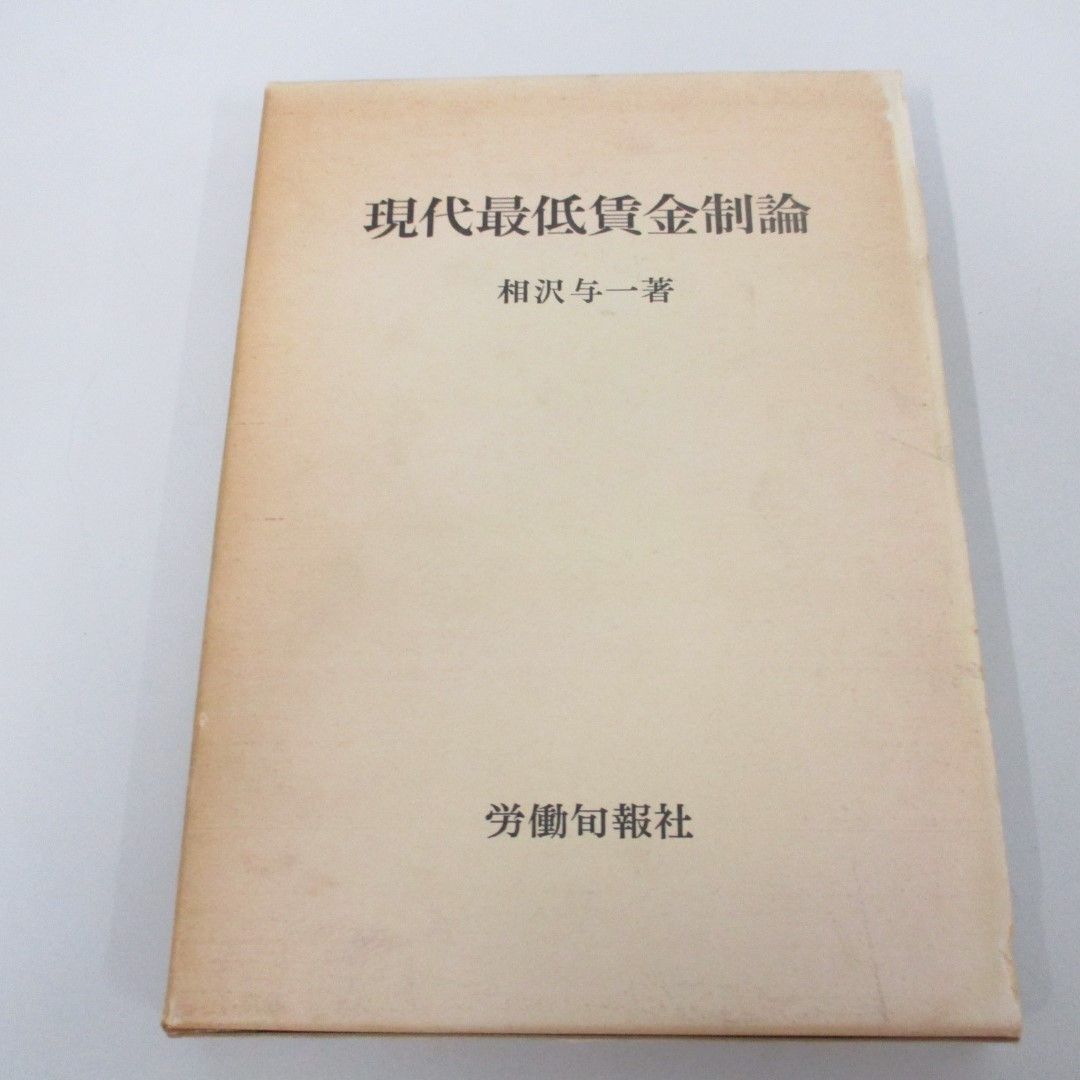 現代最低賃金制論
相沢与一著
労働旬報社